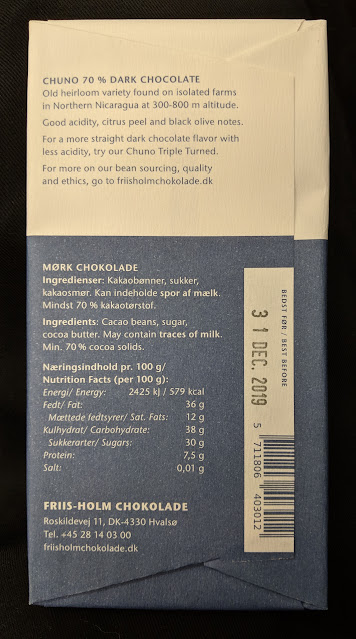 CHUNO 70 % DARK CHOCOLATE
Old heirloom variety found on isolated farms
in Northern Nicaragua at 300-800 m altitude.
Good acidity, citrus peel and black olive notes.
For a more straight dark chocolate flavor with
less acidity, try our Chuno Triple Turned.
For more on our bean sourcing, quality
and ethics, go to friisholmchokolade.dk
MØRK CHOKOLADE
Ingredienser: Kakaobønner, sukker,
kakaosmør. Kan indeholde spor af mælk.
Mindst 70 % kakaotørstof.
Ingredients: Cacao beans, sugar,
cocoa butter. May contain traces of milk.
Min. 70 % cocoa solids.
Næringsindhold pr. 100 g/
Nutrition Facts (per 100 g):
Energi/ Energy: 2425 kJ / 579 kcal
Fedt/ Fat: 36 g
Mættede fedtsyrer/ Sat. Fats: 12 g
Kulhydrat/ Carbohydrate: 38 g
Sukkerarter/ Sugars: 30 g
Protein: 7,5 g
Salt: 0,01 g
FRIIS-HOLM CHOKOLADE
Roskildevej 11, DK-4330 Hvalsø
Tel. +45 28 14 03 00
friisholmchokolade.dk
BEDST FØR / BEST BEFORE
31 DEC. 2019
5 711806 403012